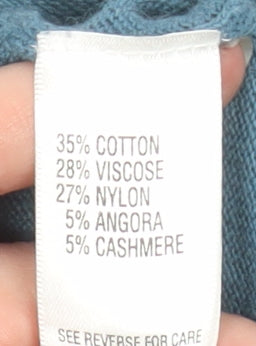 35% COTTON
28% VISCOSE
27% NYLON
5% ANGORA
5% CASHMERE
SEE REVERSE FOR CARE